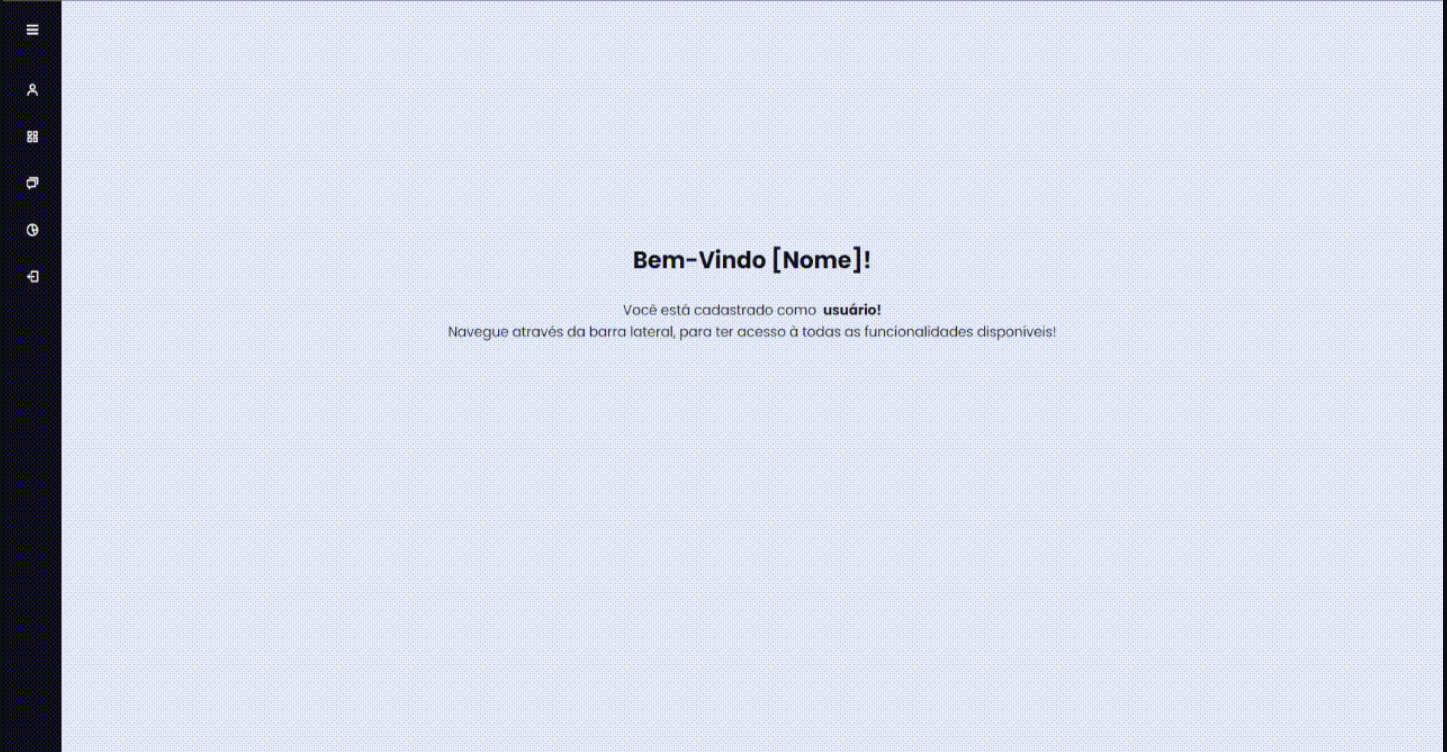 Bem-Vindo [Nome]!
Você está cadastrado como usuário!
Navegue através da barra lateral, para ter acesso à todas as funcionalidades disponíveis!